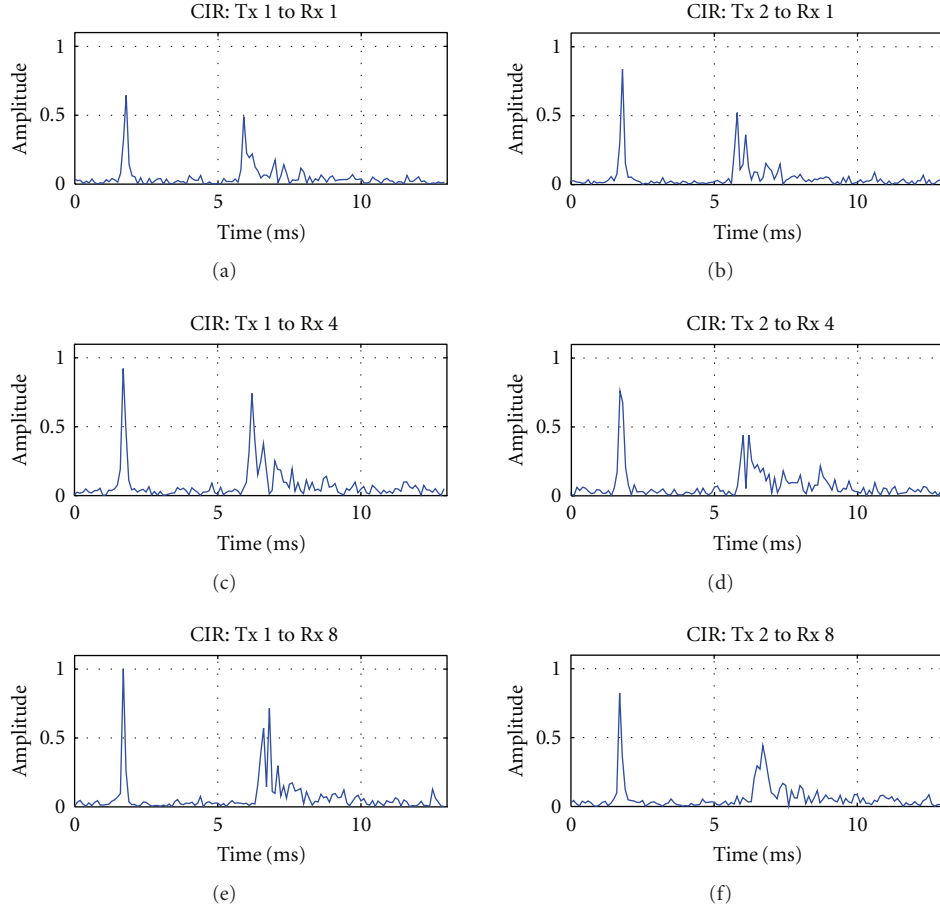 CIR: Tx 1 to Rx 1
1
0.5
0
Amplitude
0 5 10
Time (ms)
(a)
CIR: Tx 2 to Rx 1
1
0.5
0
Amplitude
0 5 10
Time (ms)
(b)
CIR: Tx 1 to Rx 4
1
0.5
0
Amplitude
0 5 10
Time (ms)
(c)
CIR: Tx 2 to Rx 4
1
0.5
0
Amplitude
0 5 10
Time (ms)
(d)
CIR: Tx 1 to Rx 8
1
0.5
0
Amplitude
0 5 10
Time (ms)
(e)
CIR: Tx 2 to Rx 8
1
0.5
0
Amplitude
0 5 10
Time (ms)
(f)